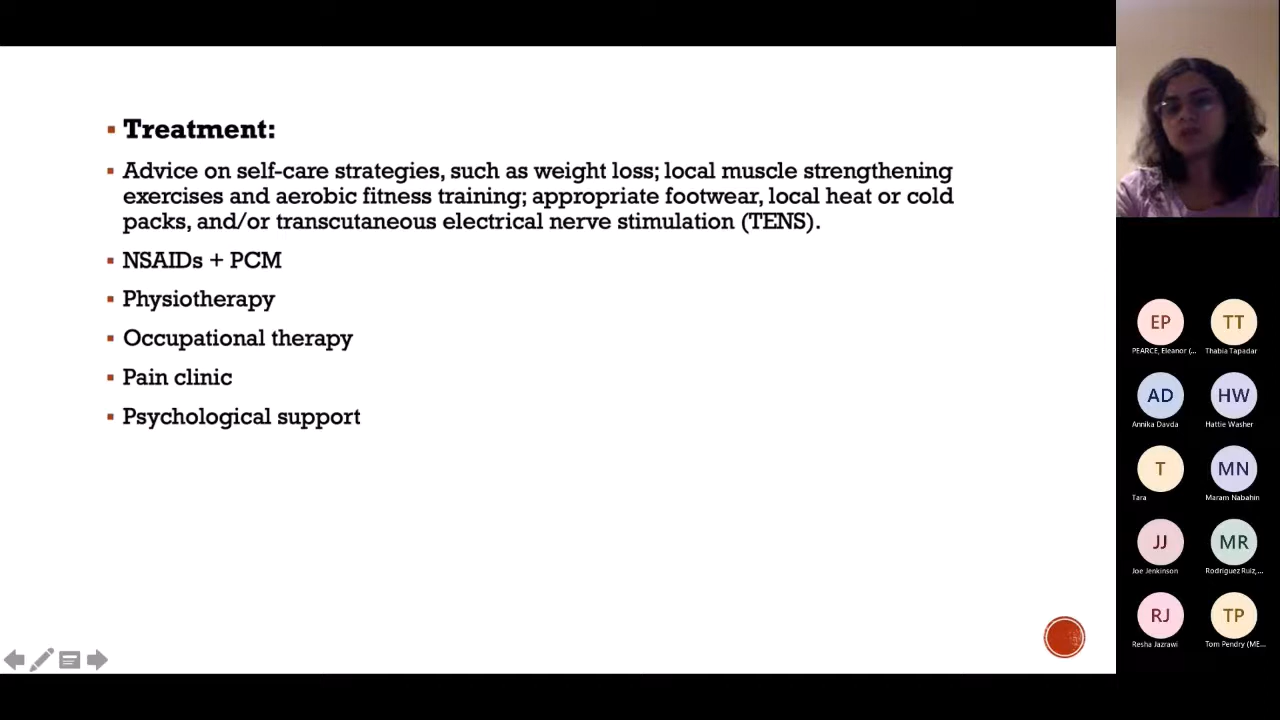 Treatment:
Advice on self-care strategies, such as weight loss; local muscle strengthening
exercises and aerobic fitness training; appropriate footwear, local heat or cold
packs, and/or transcutaneous electrical nerve stimulation (TENS).
NSAIDs + PCM
Physiotherapy
Occupational therapy
Pain clinic
Psychological support
EP TT
PEARCE, Eleanor (... Thabia Tapadar
AD HW
Annika Davda Hattie Washer
T MN
Tara Maram Nabahin
JJ MR
Joe Jenkinson Rodriguez Ruiz,...
RJ TP
Resha Jazrawi Tom Pendry (ME...